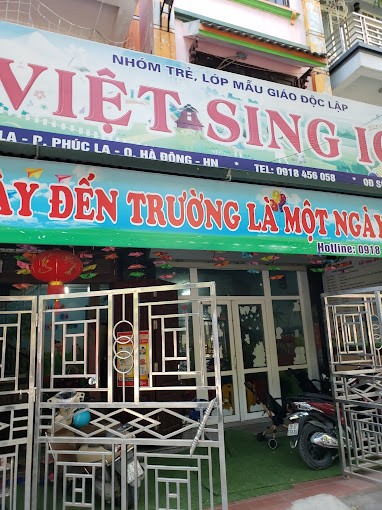 NHÓM TRẺ, LỚP MẪU GIÁO ĐỘC LẬP
VIỆT SING
LA - P. PHÚC LA - Q. HÀ ĐÔNG - HN * TEL: 0918 456 058 *
ĐẾN TRƯỜNG LÀ MỘT NGÀY
Hotline: 0918